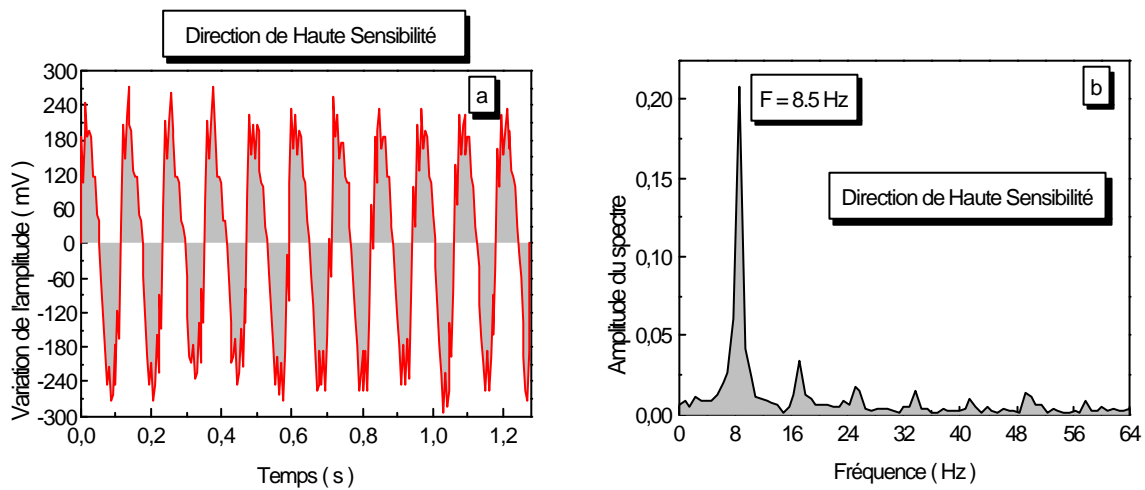 Direction de Haute Sensibilité
a
300
240
180
120
60
0
-60
-120
-180
-240
-300
Variation de l'amplitude ( mV )
0,0 0,2 0,4 0,6 0,8 1,0 1,2
Temps ( s )
b
F = 8.5 Hz
Direction de Haute Sensibilité
0,20
0,15
0,10
0,05
0,00
Amplitude du spectre
0 8 16 24 32 40 48 56 64
Fréquence ( Hz )